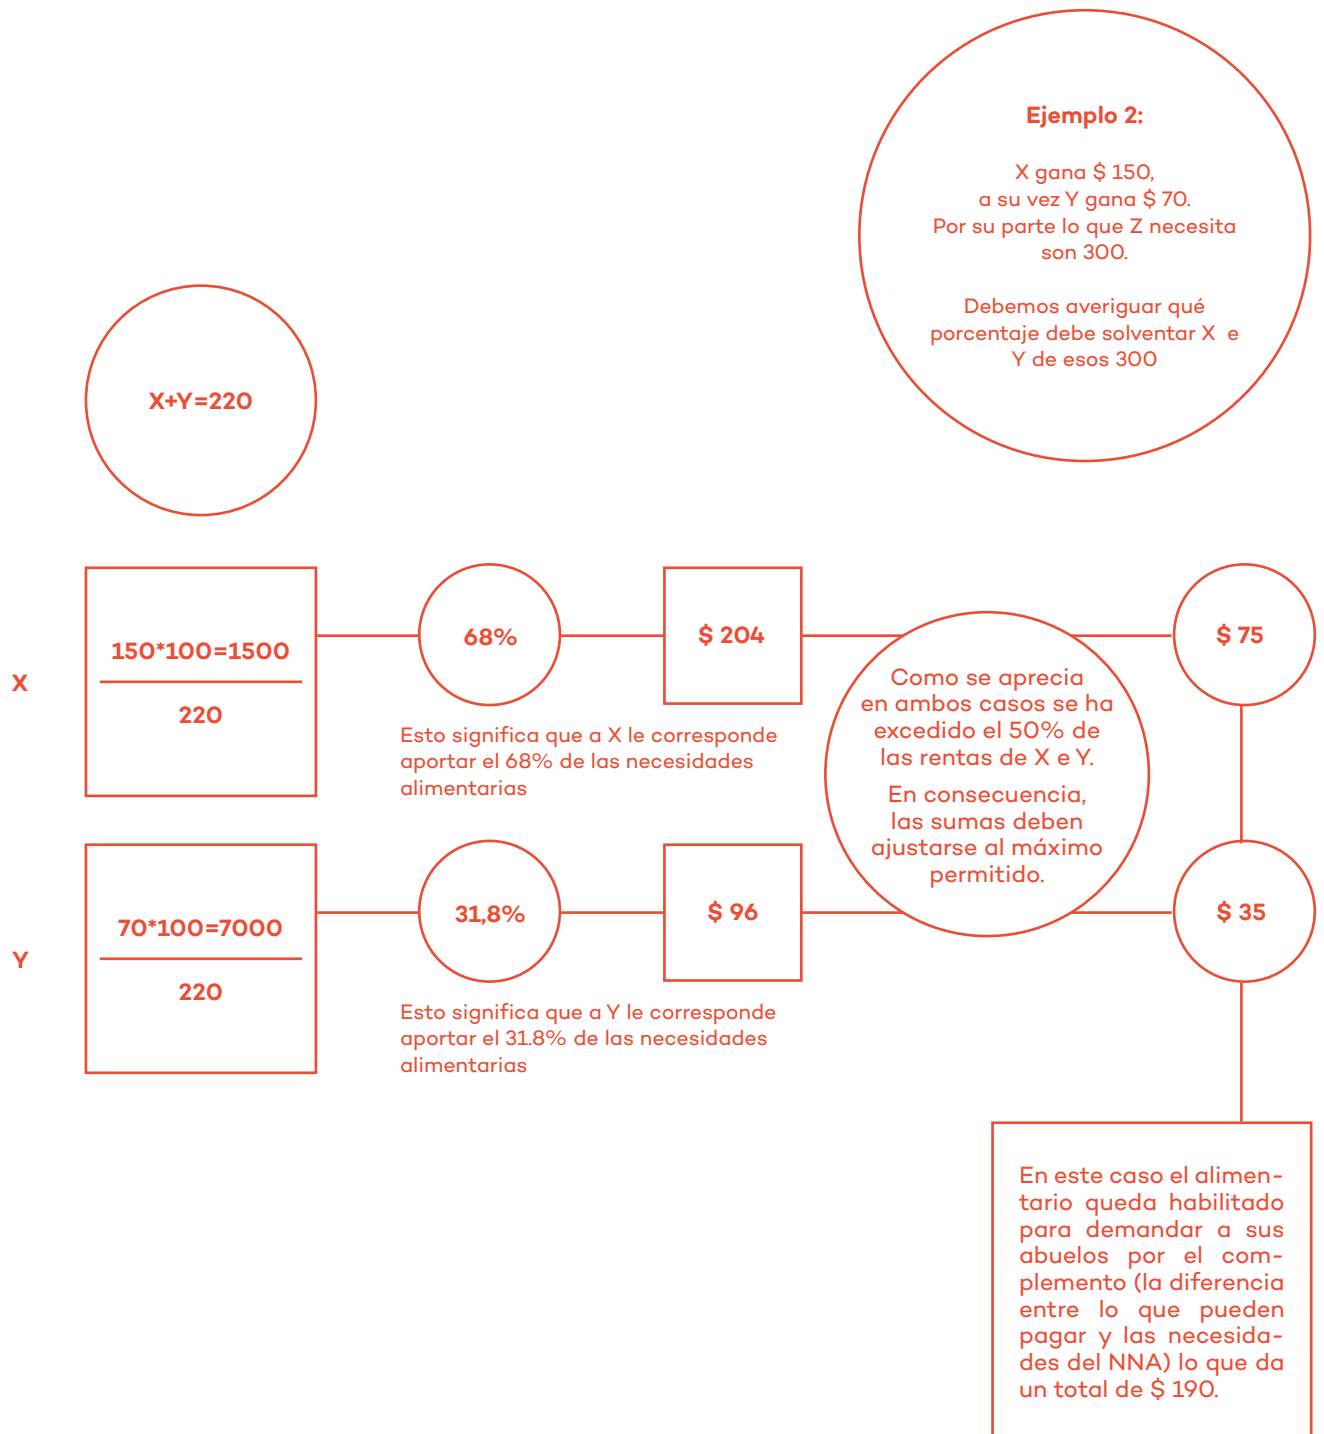 Ejemplo 2:
X gana $ 150,
a su vez Y gana $ 70.
Por su parte lo que Z necesita
son 300.
Debemos averiguar qué
porcentaje debe solventar X e
Y de esos 300
X+Y=220
X
150*100=1500
220
68%
Esto significa que a X le corresponde
aportar el 68% de las necesidades
alimentarias
$ 204
Como se aprecia
en ambos casos se ha
excedido el 50% de
las rentas de X e Y.
En consecuencia,
las sumas deben
ajustarse al máximo
permitido.
$ 75
Y
70*100=7000
220
31,8%
Esto significa que a Y le corresponde
aportar el 31.8% de las necesidades
alimentarias
$ 96
$ 35
En este caso el alimen-
tario queda habilitado
para demandar a sus
abuelos por el com-
plemento (la diferencia
entre lo que pueden
pagar y las necesida-
des del NNA) lo que da
un total de $ 190.